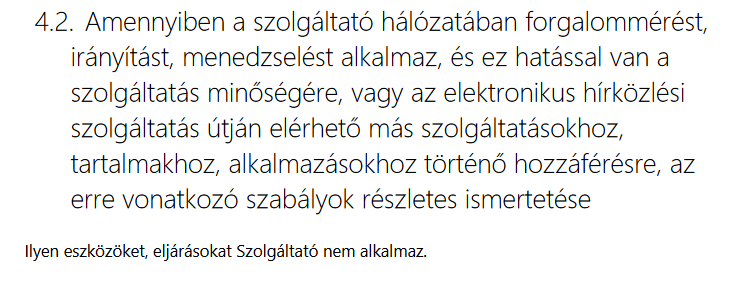 4.2. Amennyiben a szolgáltató hálózatában forgalommérést,
irányítást, menedzselést alkalmaz, és ez hatással van a
szolgáltatás minőségére, vagy az elektronikus hírközlési
szolgáltatás útján elérhető más szolgáltatásokhoz,
tartalmakhoz, alkalmazásokhoz történő hozzáférésre, az
erre vonatkozó szabályok részletes ismertetése
Ilyen eszközöket, eljárásokat Szolgáltató nem alkalmaz.